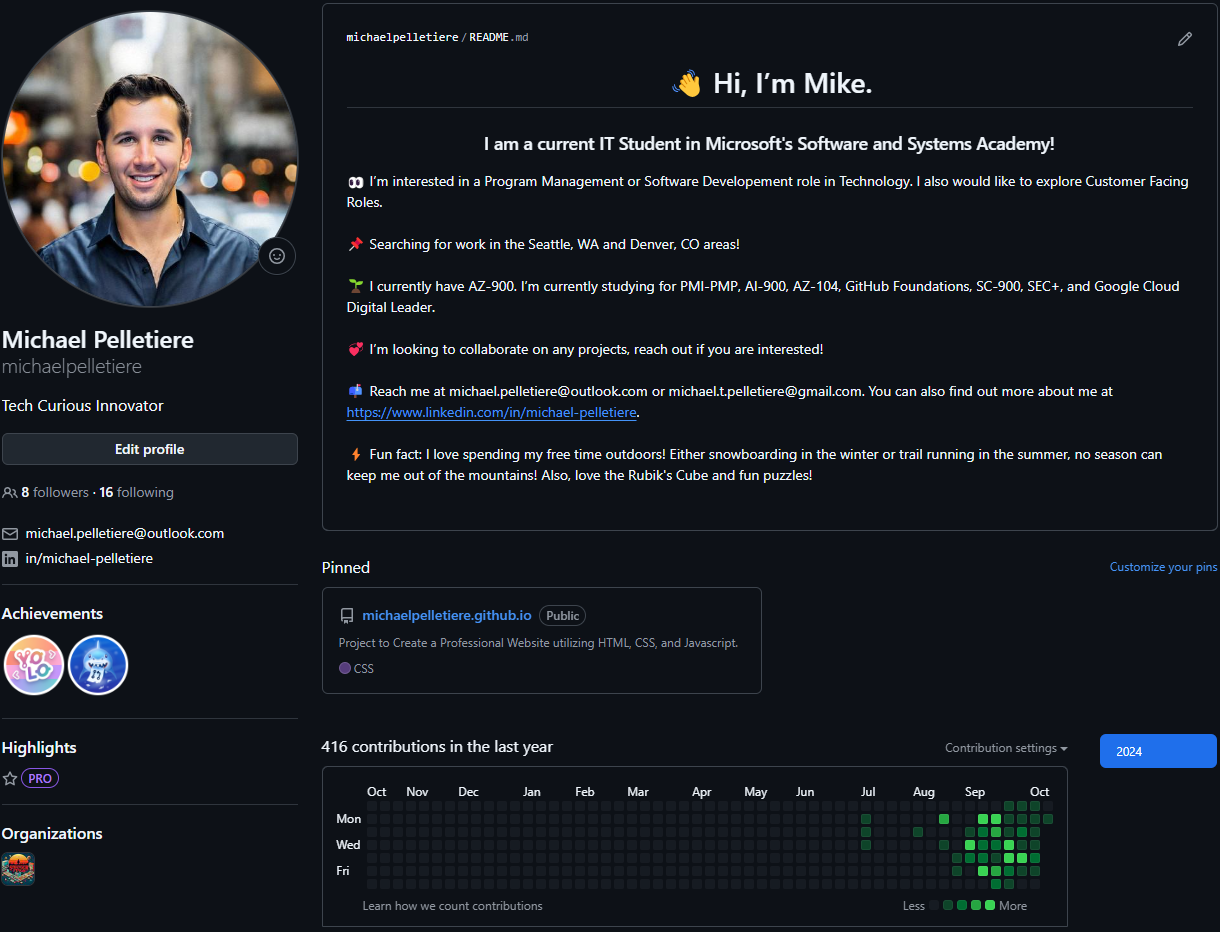 michaelpelletiere/README.md
👋 Hi, I’m Mike.
I am a current IT Student in Microsoft's Software and Systems Academy!
👀 I’m interested in a Program Management or Software Developement role in Technology. I also would like to explore Customer Facing
Roles.
📌 Searching for work in the Seattle, WA and Denver, CO areas!
🌱 I currently have AZ-900. I’m currently studying for PMI-PMP, AI-900, AZ-104, GitHub Foundations, SC-900, SEC+, and Google Cloud
Digital Leader.
💞 I’m looking to collaborate on any projects, reach out if you are interested!
📫 Reach me at michael.pelletiere@outlook.com or michael.t.pelletiere@gmail.com. You can also find out more about me at
https://www.linkedin.com/in/michael-pelletiere.
⚡ Fun fact: I love spending my free time outdoors! Either snowboarding in the winter or trail running in the summer, no season can
keep me out of the mountains! Also, love the Rubik's Cube and fun puzzles!
Michael Pelletiere
michaelpelletiere
Tech Curious Innovator
Edit profile
8 followers · 16 following
michael.pelletiere@outlook.com
in/michael-pelletiere
Achievements
YOLO
Highlights
PRO
Organizations
Pinned
Customize your pins
michaelpelletiere.github.io Public
Project to Create a Professional Website utilizing HTML, CSS, and Javascript.
CSS
416 contributions in the last year
Contribution settings
2024
Oct Nov Dec Jan Feb Mar Apr May Jun Jul Aug Sep Oct
Mon
Wed
Fri
Learn how we count contributions
Less More